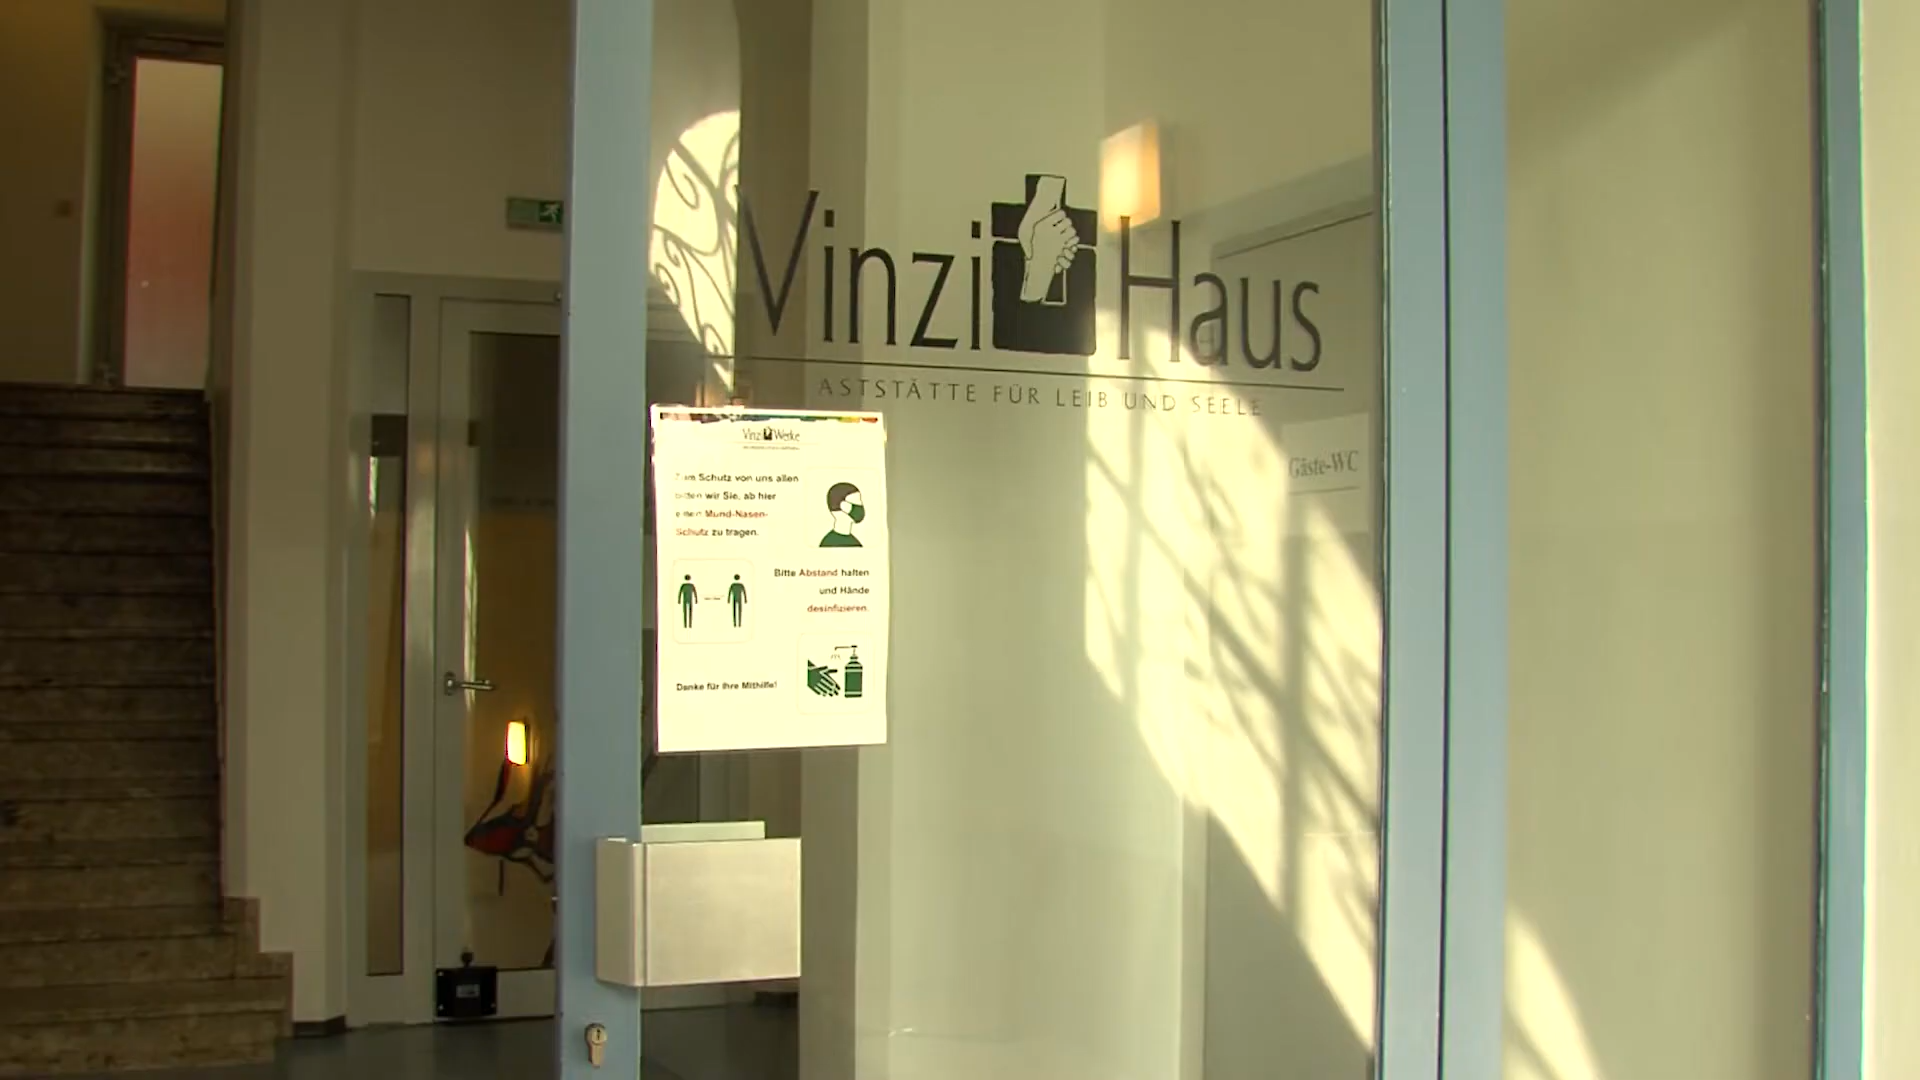 Vinzi Haus
ASTSTÄTTE FÜR LEIB UND SEELE
Gäste-WC
Vinzi Werke
Schutz von uns allen
wir Sie, ab hier
Mund-Nasen-
Schutz zu tragen.
Bitte Abstand halten
und Hände
desinfizieren.
Danke für Ihre Mithilfe!